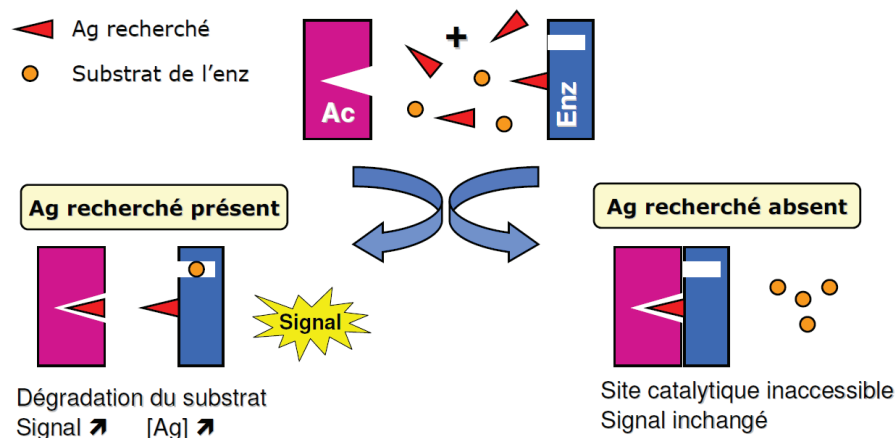 Ag recherché
Substrat de l'enz
+
Ac
Enz
Ag recherché présent
Ag recherché absent
Signal
Dégradation du substrat
Signal ↗ [Ag] ↗
Site catalytique inaccessible
Signal inchangé